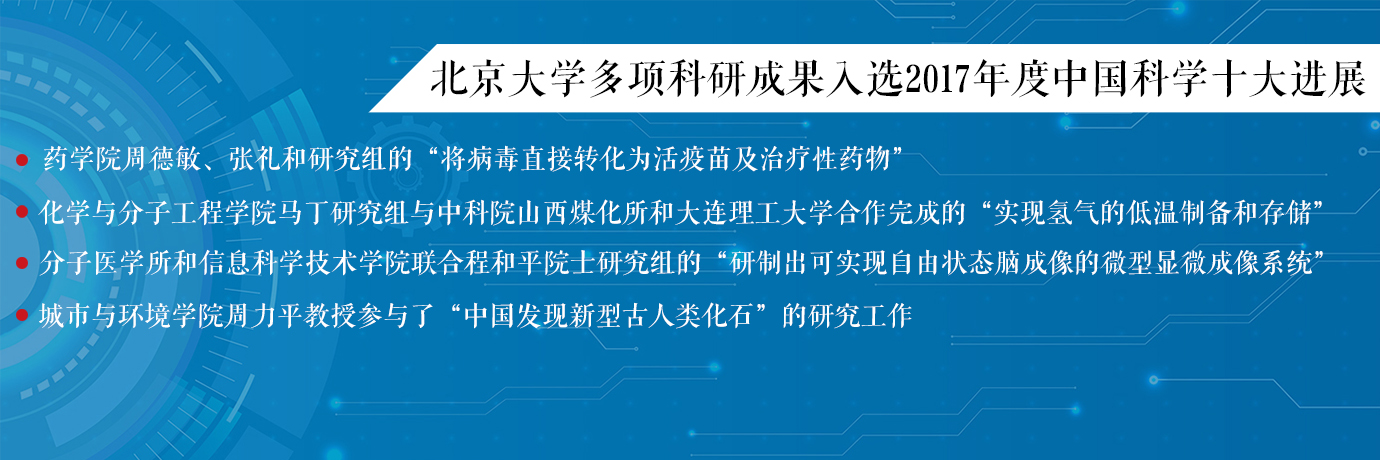 北京大学多项科研成果入选2017年度中国科学十大进展
药学院周德敏、张礼和研究组的“将病毒直接转化为活疫苗及治疗性药物”
化学与分子工程学院马丁研究组与中科院山西煤化所和大连理工大学合作完成的“实现氢气的低温制备和存储”
分子医学所和信息科学技术学院联合程和平院士研究组的“研制出可实现自由状态脑成像的微型显微成像系统”
城市与环境学院周力平教授参与了“中国发现新型古人类化石”的研究工作